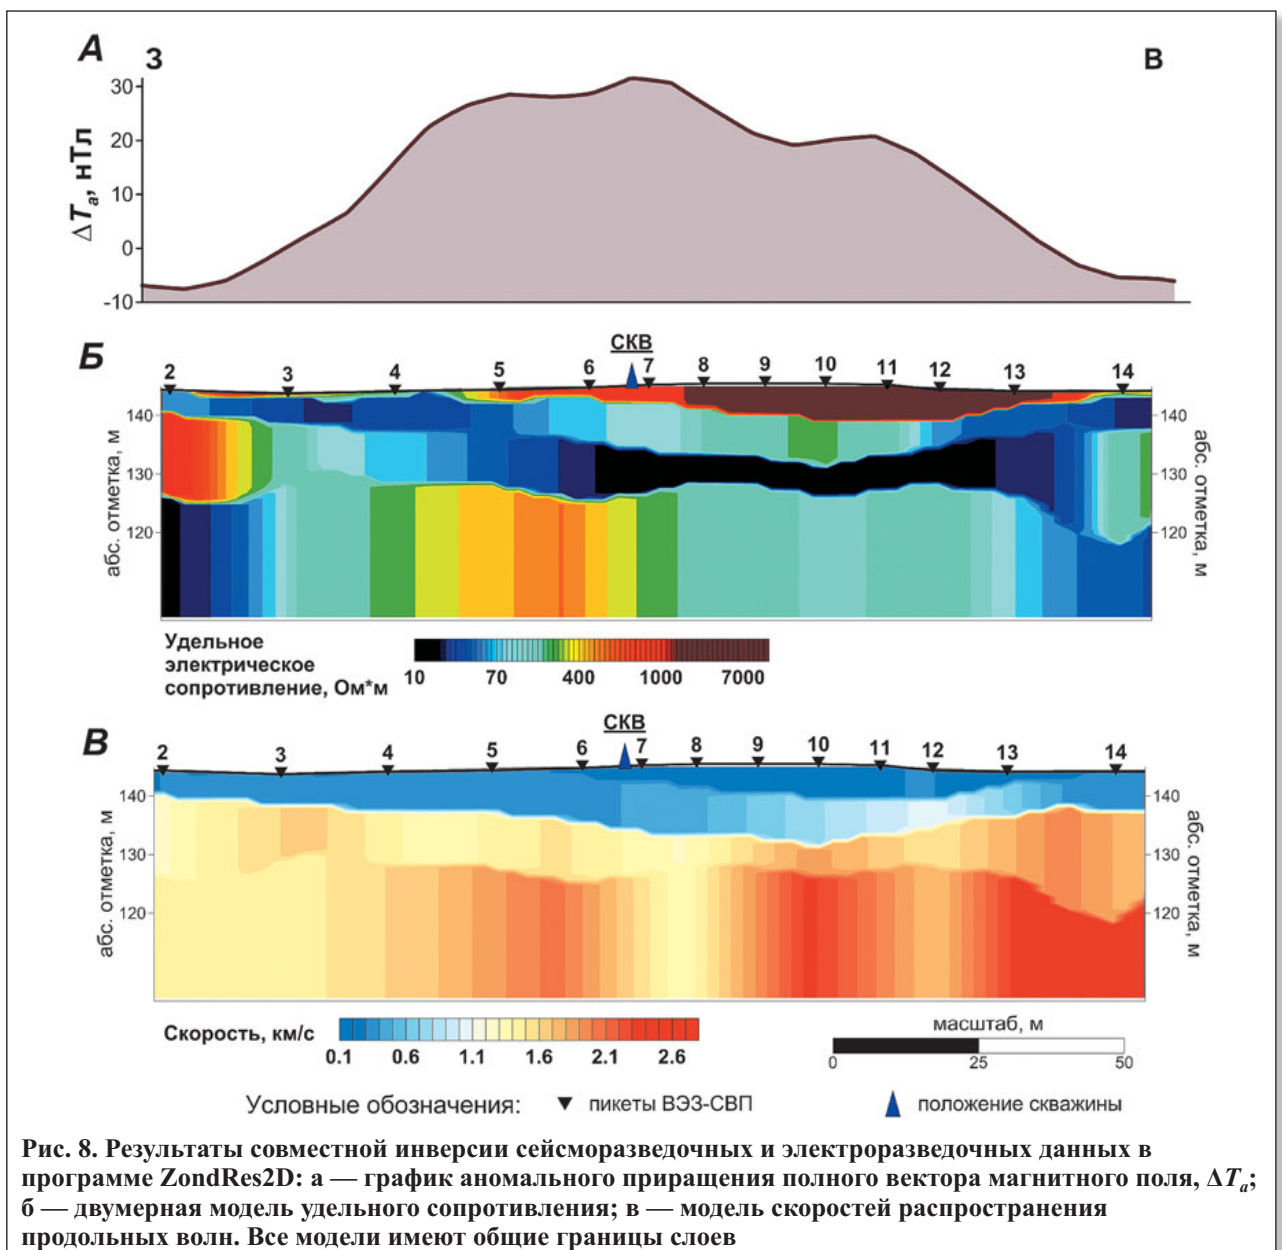 А З В
30
20
10
0
-10
ΔTa, нТл
Б СКВ
2 3 4 5 6 7 8 9 10 11 12 13 14
140 140
130 130
120 120
абс. отметка, м
абс. отметка, м
Удельное
электрическое
сопротивление, Ом*м
10 70 400 1000 7000
В СКВ
2 3 4 5 6 7 8 9 10 11 12 13 14
140 140
130 130
120 120
абс. отметка, м
абс. отметка, м
Скорость, км/с
0.1 0.6 1.1 1.6 2.1 2.6
масштаб, м
0 25 50
Условные обозначения: ▼ пикеты ВЭЗ-СВП ▲ положение скважины
Рис. 8. Результаты совместной инверсии сейсморазведочных и электроразведочных данных в
программе ZondRes2D: а — график аномального приращения полного вектора магнитного поля, ΔTa;
б — двумерная модель удельного сопротивления; в — модель скоростей распространения
продольных волн. Все модели имеют общие границы слоев